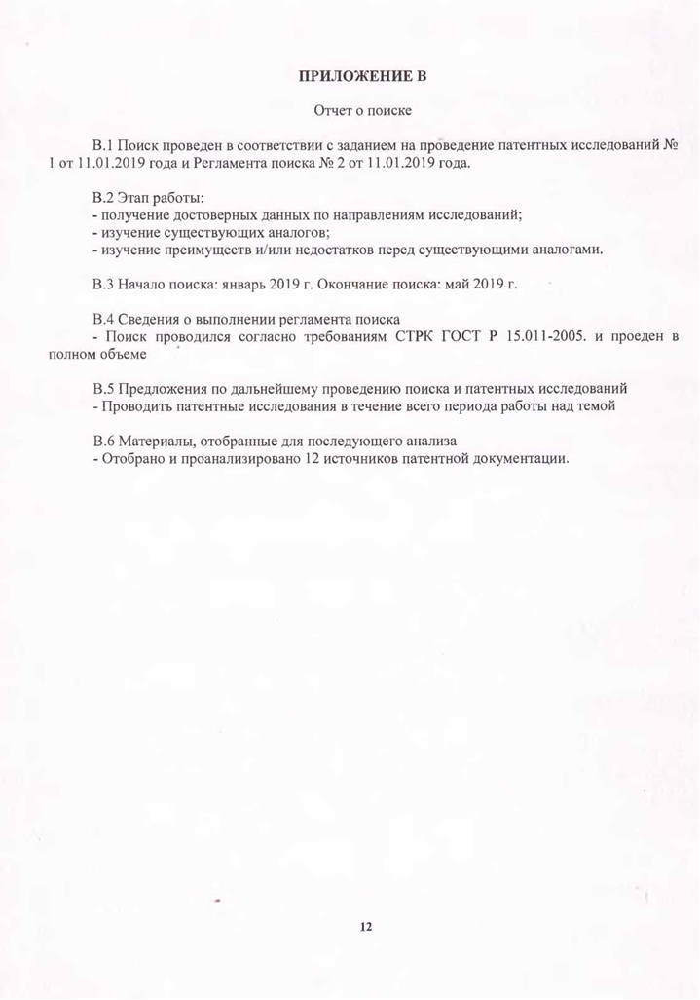 ПРИЛОЖЕНИЕ В
Отчет о поиске
В.1 Поиск проведен в соответствии с заданием на проведение патентных исследований №
1 от 11.01.2019 года и Регламента поиска № 2 от 11.01.2019 года.
В.2 Этап работы:
- получение достоверных данных по направлениям исследований;
- изучение существующих аналогов;
- изучение преимуществ и/или недостатков перед существующими аналогами.
В.3 Начало поиска: январь 2019 г. Окончание поиска: май 2019 г.
В.4 Сведения о выполнении регламента поиска
- Поиск проводился согласно требованиям СТРК ГОСТ Р 15.011-2005. и проеден в
полном объеме
В.5 Предложения по дальнейшему проведению поиска и патентных исследований
- Проводить патентные исследования в течение всего периода работы над темой
В.6 Материалы, отобранные для последующего анализа
- Отобрано и проанализировано 12 источников патентной документации.
12